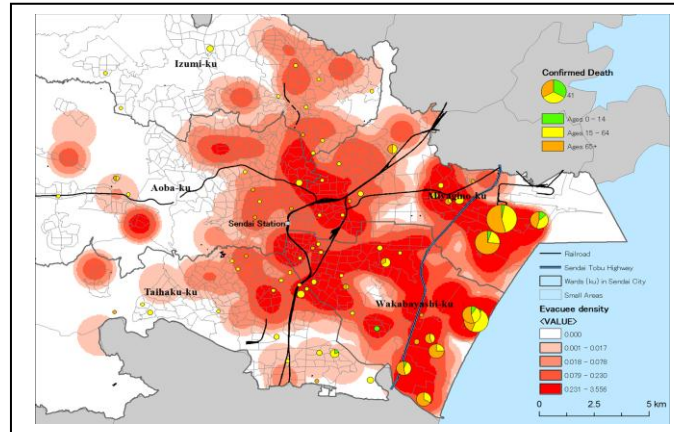 Izumi-ku
Confirmed Death
41
Ages 0 - 14
Ages 15 - 64
Ages 65+
Aoba-ku
Miyagino-ku
Sendai Station
Railroad
Sendai Tobu Highway
Wards (ku) in Sendai City
Small Areas
Taihaku-ku
Wakabayashi-ku
Evacuee density
<VALUE>
0.000
0.001 - 0.017
0.018 - 0.078
0.079 - 0.230
0.231 - 3.556
0 2.5 5 km